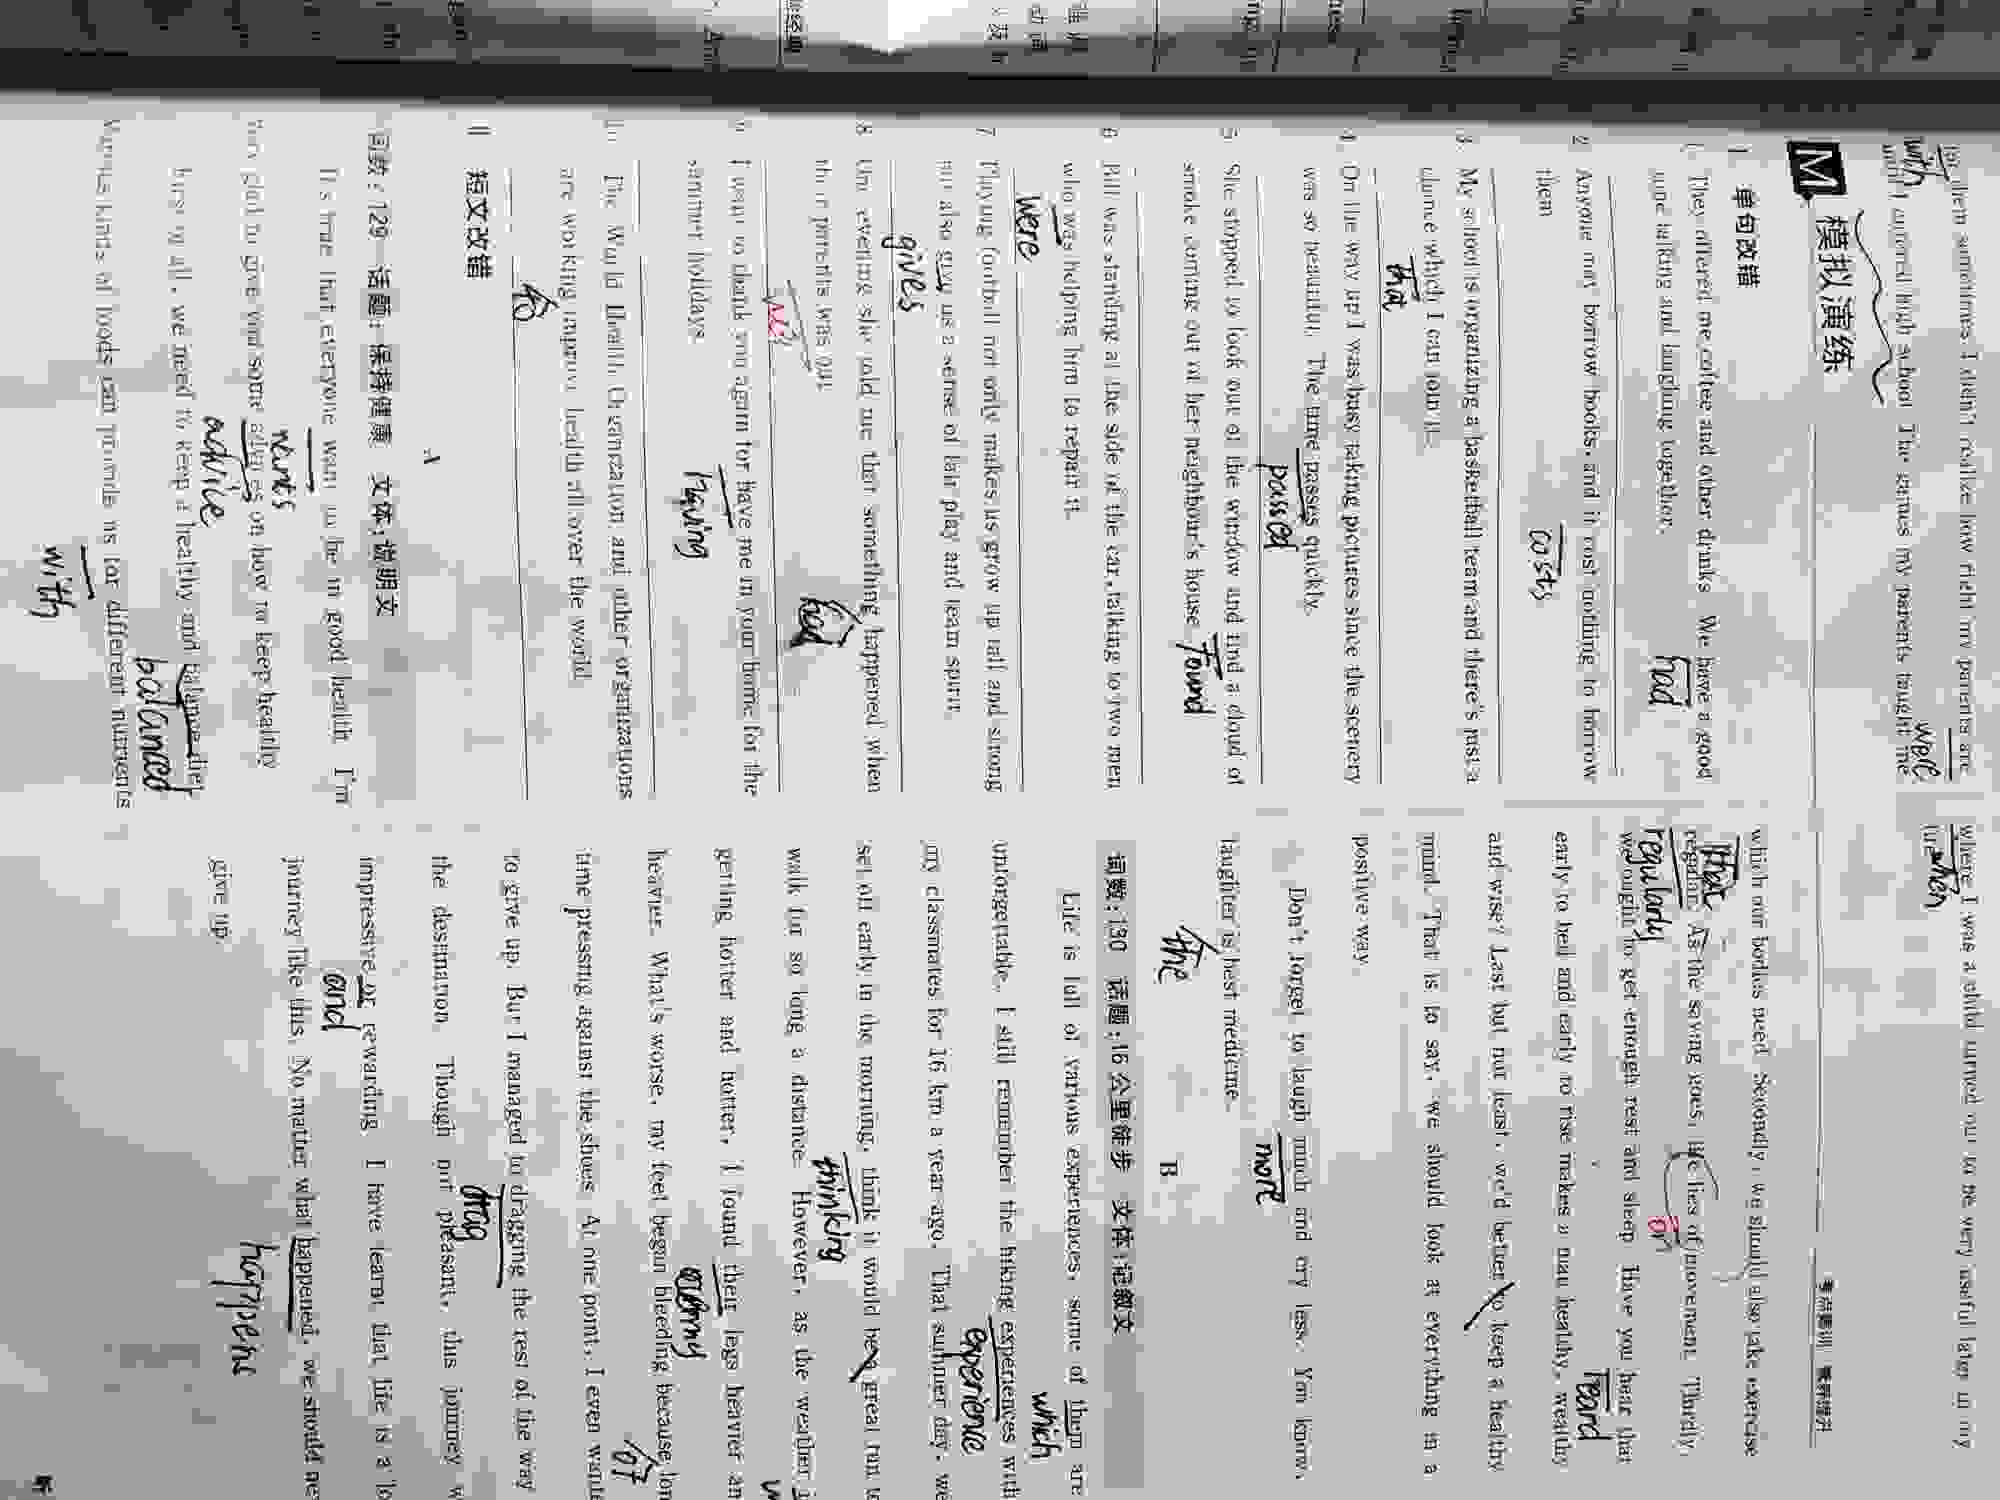 them sometimes. I didn't realize how right my parents are
were
with
until I entered high school. The genius my parents taught me
where I was a child turned out to be very useful later in my
when
M 模拟演练
Ⅰ 单句改错
1. They offered me coffee and other drinks. We have a good
had
time talking and laughing together.
2. Anyone may borrow books, and it cost nothing to borrow
costs
them.
3. My school is organizing a basketball team and there's just a
chance which I can join it.
that
4. On the way up I was busy taking pictures since the scenery
was so beautiful. The time passes quickly.
passed
5. She stopped to look out of the window and find a cloud of
found
smoke coming out of her neighbour's house.
6. Bill was standing at the side of the car, talking to two men
who was helping him to repair it.
were
7. Playing football not only makes us grow up tall and strong
but also give us a sense of fair play and team spirit.
gives
8. One evening she told me that something happened when
had
their parents was out.
9. I want to thank you again for have me in your home for the
having
summer holidays.
10. The World Health Organization and other organizations
are working improve health all over the world.
to
Ⅱ 短文改错
A
词数:129 话题:保持健康 文体:说明文
It's true that everyone want to be in good health. I'm
wants
very glad to give you some advices on how to keep healthy.
advice
First of all, we need to keep a healthy and balance diet.
balanced
Various kinds of foods can provide us for different nutrients
with
考点精训 素养提升
which our bodies need. Secondly, we should also take exercise
that
regular. As the saying goes, life lies of movement. Thirdly,
regularly
on
we ought to get enough rest and sleep. Have you hear that
heard
early to bed and early to rise makes a man healthy, wealthy
and wise? Last but not least, we'd better to keep a healthy
mind. That is to say, we should look at everything in a
positive way.
Don't forget to laugh much and cry less. You know,
more
laughter is best medicine.
the
B
词数:130 话题:16公里徒步 文体:记叙文
Life is full of various experiences, some of them are
which
unforgettable. I still remember the hiking experiences with
experience
my classmates for 16 km a year ago. That summer day, we
set off early in the morning, think it would be a great fun to
thinking
walk for so long a distance. However, as the weather
getting hotter and hotter, I found their legs heavier and
my
heavier. What's worse, my feet began bleeding because long
of
time pressing against the shoes. At one point, I even wanted
to give up. But I managed to dragging the rest of the way
drag
the destination. Though not pleasant, this journey
impressive or rewarding. I have learnt that life is a
and
journey like this. No matter what happened, we should
happens
give up.